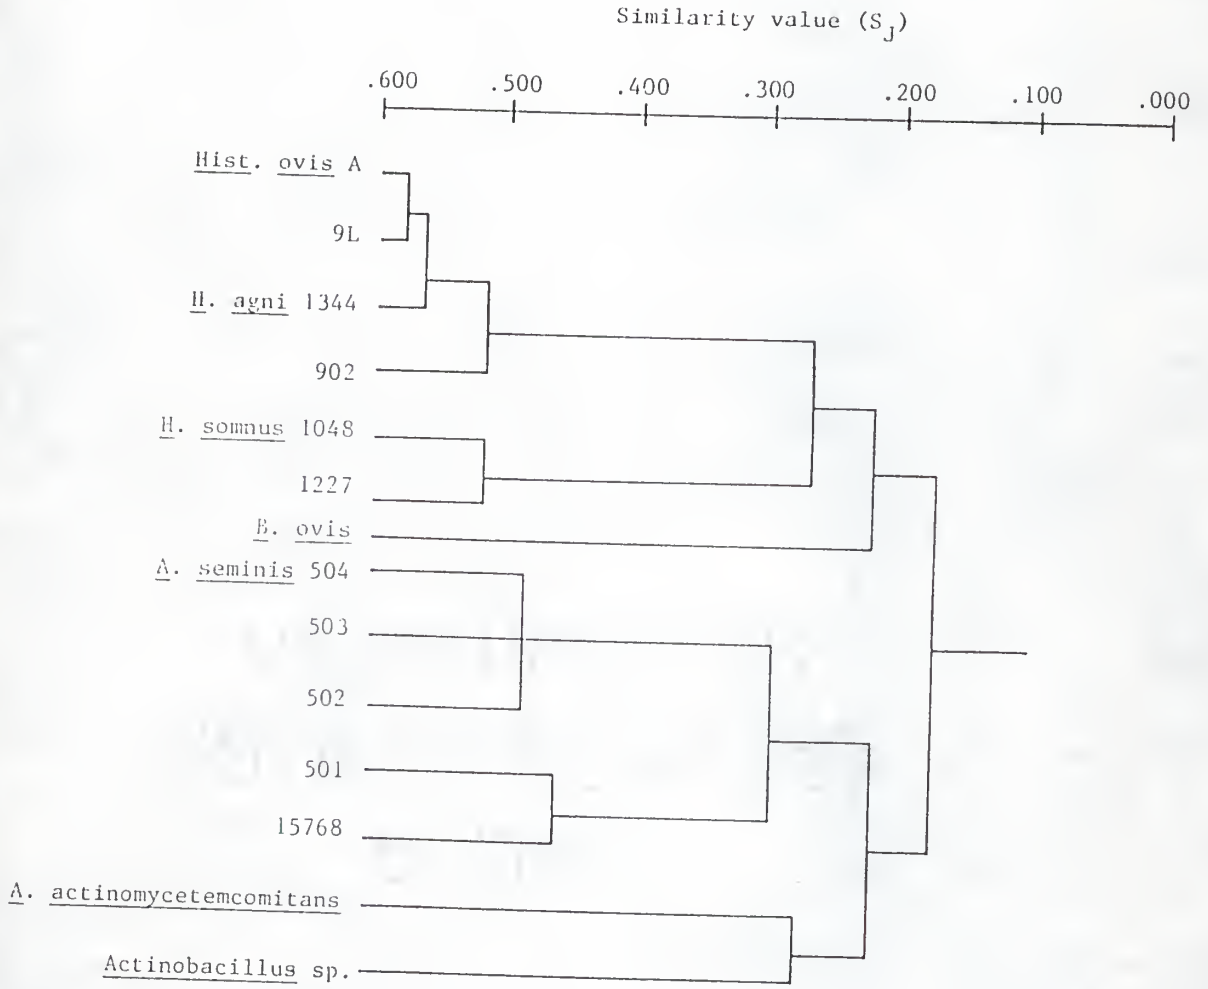 Similarity value (SJ)
.600 .500 .400 .300 .200 .100 .000
Hist. ovis A
9L
H. agni 1344
902
H. somnus 1048
1227
B. ovis
A. seminis 504
503
502
501
15768
A. actinomycetemcomitans
Actinobacillus sp.